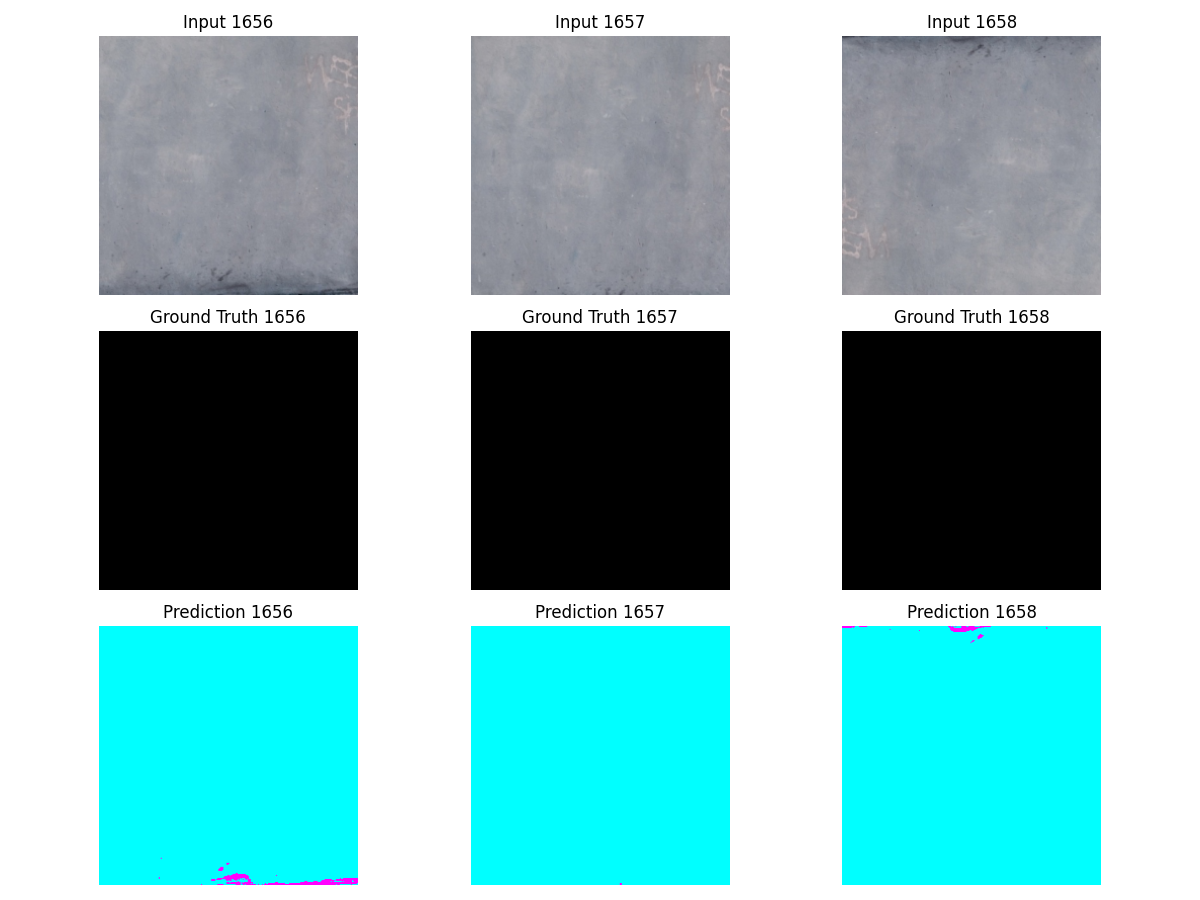 Input 1656
Input 1657
Input 1658
Ground Truth 1656
Ground Truth 1657
Ground Truth 1658
Prediction 1656
Prediction 1657
Prediction 1658